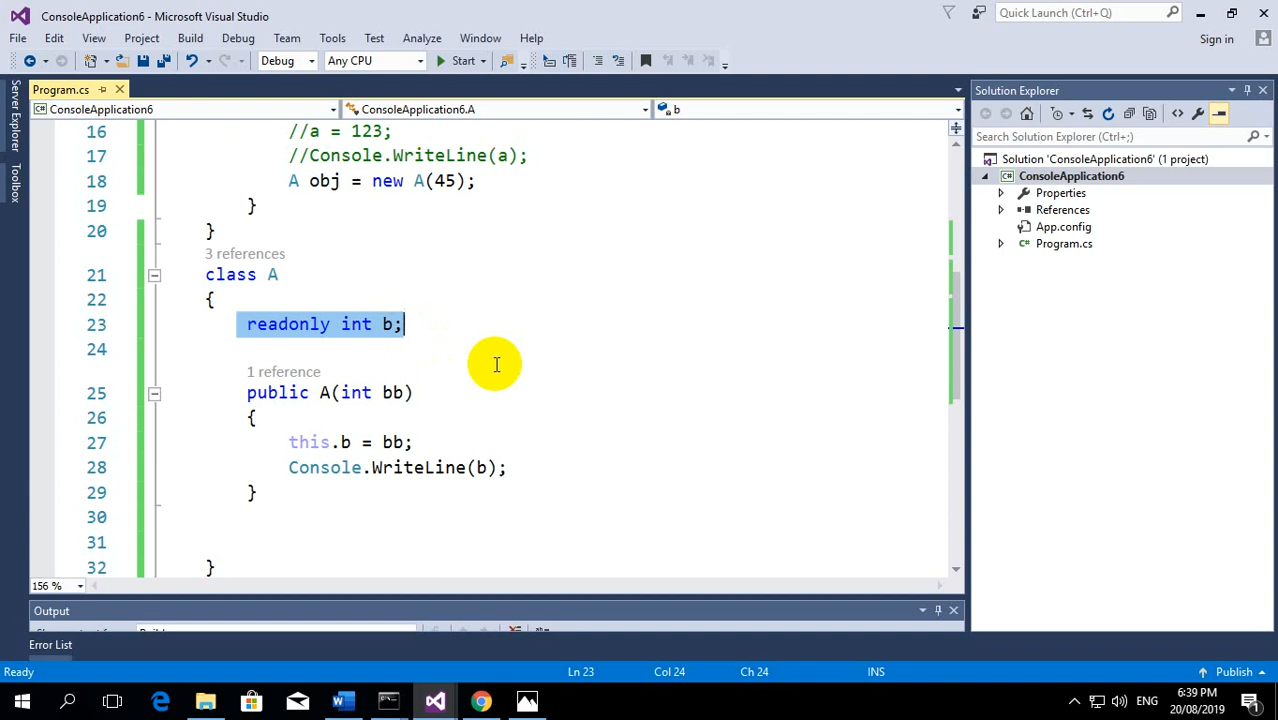 ConsoleApplication6 - Microsoft Visual Studio
Quick Launch (Ctrl+Q)
File Edit View Project Build Debug Team Tools Test Analyze Window Help
Sign in
Debug Any CPU Start
Server Explorer
Toolbox
Program.cs
ConsoleApplication6 ConsoleApplication6.A b
16 //a = 123;
17 //Console.WriteLine(a);
18 A obj = new A(45);
19 }
20 }
3 references
21 class A
22 {
23 readonly int b;
24
1 reference
25 public A(int bb)
26 {
27 this.b = bb;
28 Console.WriteLine(b);
29 }
30
31
32 }
156 %
Solution Explorer
Search Solution Explorer (Ctrl+;)
Solution 'ConsoleApplication6' (1 project)
ConsoleApplication6
Properties
References
App.config
Program.cs
Output
Error List
Ready Ln 23 Col 24 Ch 24 INS Publish
ENG
6:39 PM
20/08/2019